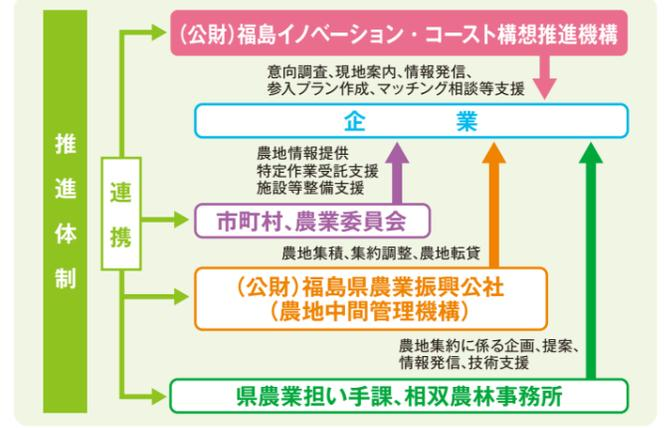 推進体制
連携
(公財)福島イノベーション・コースト構想推進機構
意向調査、現地案内、情報発信、
参入プラン作成、マッチング相談等支援
企業
農地情報提供
特定作業受託支援
施設等整備支援
市町村、農業委員会
農地集積、集約調整、農地転貸
(公財)福島県農業振興公社
(農地中間管理機構)
農地集約に係る企画、提案、
情報発信、技術支援
県農業担い手課、相双農林事務所